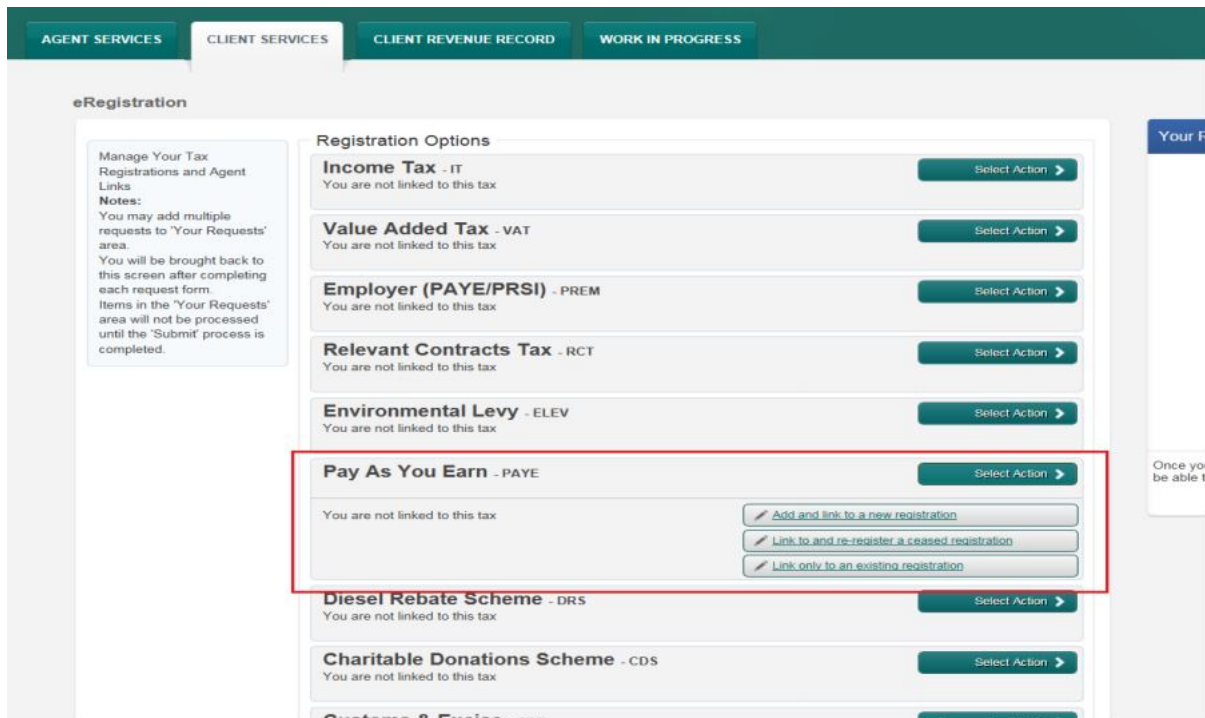 AGENT SERVICES
CLIENT SERVICES
CLIENT REVENUE RECORD
WORK IN PROGRESS
eRegistration
Manage Your Tax
Registrations and Agent
Links
Notes:
You may add multiple
requests to 'Your Requests'
area.
You will be brought back to
this screen after completing
each request form.
Items in the 'Your Requests'
area will not be processed
until the 'Submit' process is
completed.
Registration Options
Income Tax - IT
Select Action
You are not linked to this tax
Value Added Tax - VAT
Select Action
You are not linked to this tax
Employer (PAYE/PRSI) - PREM
Select Action
You are not linked to this tax
Relevant Contracts Tax - RCT
Select Action
You are not linked to this tax
Environmental Levy - ELEV
Select Action
You are not linked to this tax
Pay As You Earn - PAYE
Select Action
You are not linked to this tax
Add and link to a new registration
Link to and re-register a ceased registration
Link only to an existing registration
Diesel Rebate Scheme - DRS
Select Action
You are not linked to this tax
Charitable Donations Scheme - CDS
Select Action
You are not linked to this tax
Customs & Excise
Your
Once
be able